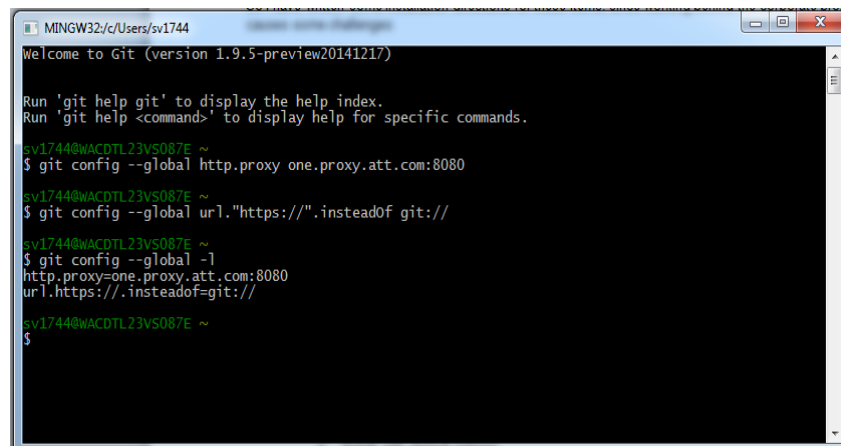 MINGW32:/c/Users/sv1744
Welcome to Git (version 1.9.5-preview20141217)
Run 'git help git' to display the help index.
Run 'git help <command>' to display help for specific commands.
sv1744@WACDTL23VS087E ~
$ git config --global http.proxy one.proxy.att.com:8080
sv1744@WACDTL23VS087E ~
$ git config --global url."https://".insteadOf git://
sv1744@WACDTL23VS087E ~
$ git config --global -l
http.proxy=one.proxy.att.com:8080
url.https://.insteadof=git://
sv1744@WACDTL23VS087E ~
$